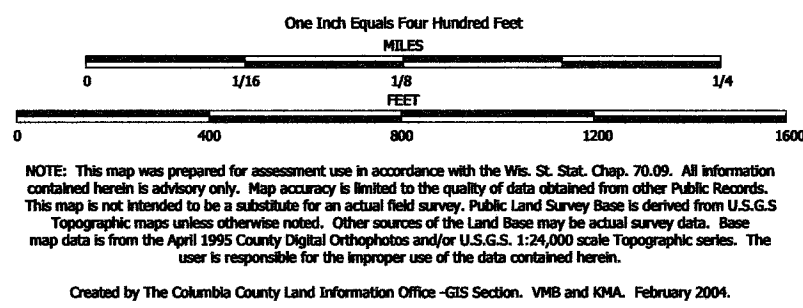 One Inch Equals Four Hundred Feet
MILES
0 1/16 1/8 1/4
FEET
0 400 800 1200 1600
NOTE: This map was prepared for assessment use in accordance with the Wis. St. Stat. Chap. 70.09. All information
contained herein is advisory only. Map accuracy is limited to the quality of data obtained from other Public Records.
This map is not intended to be a substitute for an actual field survey. Public Land Survey Base is derived from U.S.G.S
Topographic maps unless otherwise noted. Other sources of the Land Base may be actual survey data. Base
map data is from the April 1995 County Digital Orthophotos and/or U.S.G.S. 1:24,000 scale Topographic series. The
user is responsible for the improper use of the data contained herein.
Created by The Columbia County Land Information Office -GIS Section. VMB and KMA. February 2004.